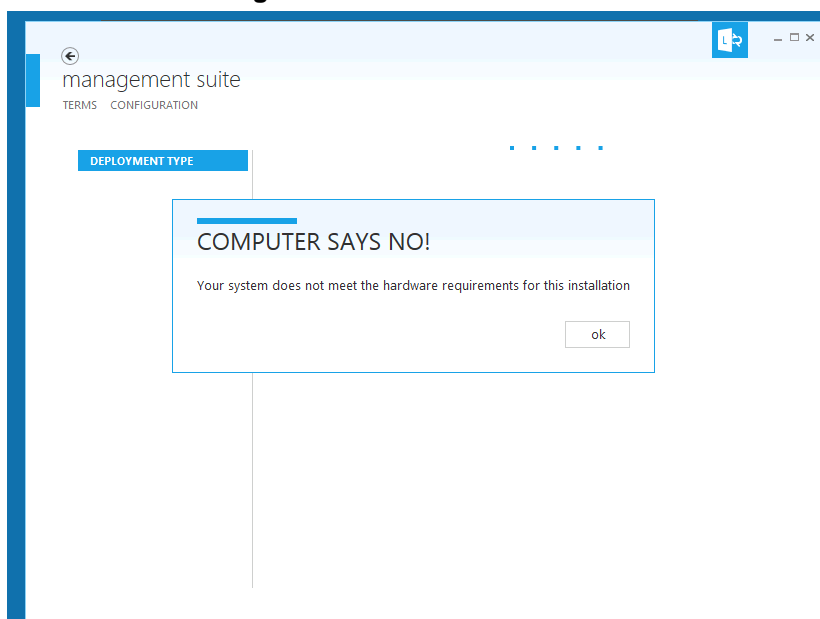 management suite
TERMS CONFIGURATION
DEPLOYMENT TYPE
COMPUTER SAYS NO!
Your system does not meet the hardware requirements for this installation
ok